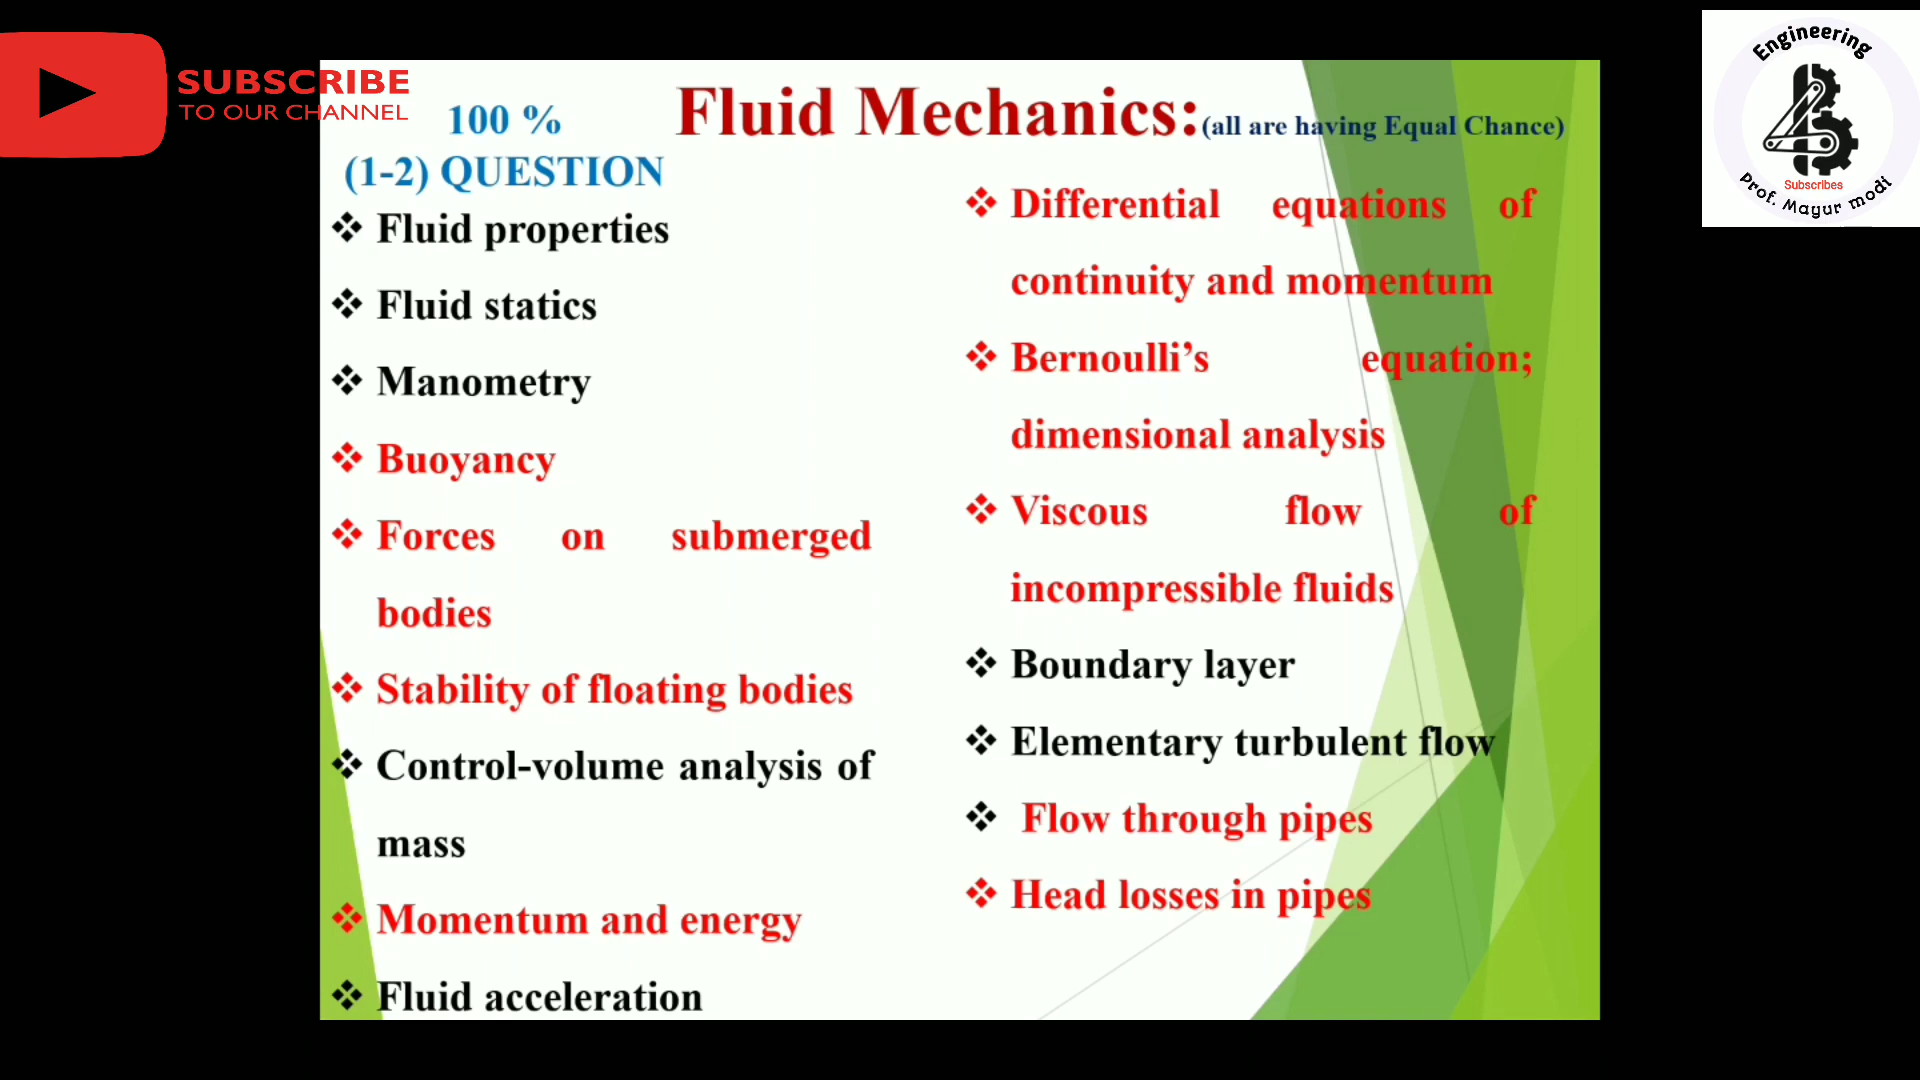 SUBSCRIBE
TO OUR CHANNEL
100 %
(1-2) QUESTION
Fluid Mechanics:(all are having Equal Chance)
❖ Fluid properties
❖ Fluid statics
❖ Manometry
❖ Buoyancy
❖ Forces on submerged
bodies
❖ Stability of floating bodies
❖ Control-volume analysis of
mass
❖ Momentum and energy
❖ Fluid acceleration
❖ Differential equations of
continuity and momentum
❖ Bernoulli’s equation;
dimensional analysis
❖ Viscous flow of
incompressible fluids
❖ Boundary layer
❖ Elementary turbulent flow
❖ Flow through pipes
❖ Head losses in pipes
Engineering
Subscribes
Prof. Mayur modi